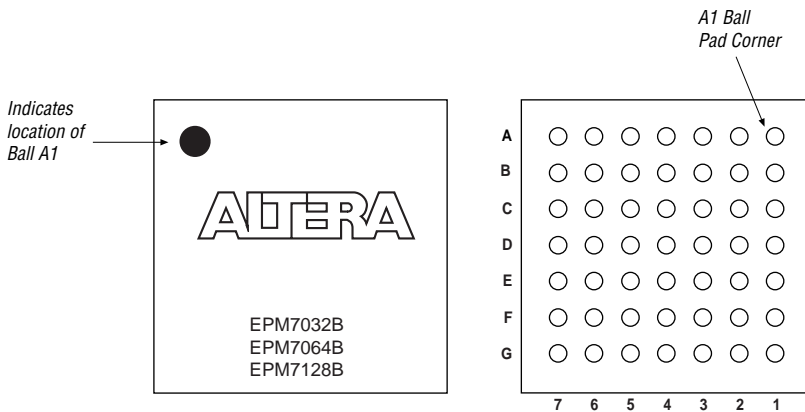 A1 Ball
Pad Corner
Indicates
location of
Ball A1
ALTERA
EPM7032B
EPM7064B
EPM7128B
A
B
C
D
E
F
G
7 6 5 4 3 2 1